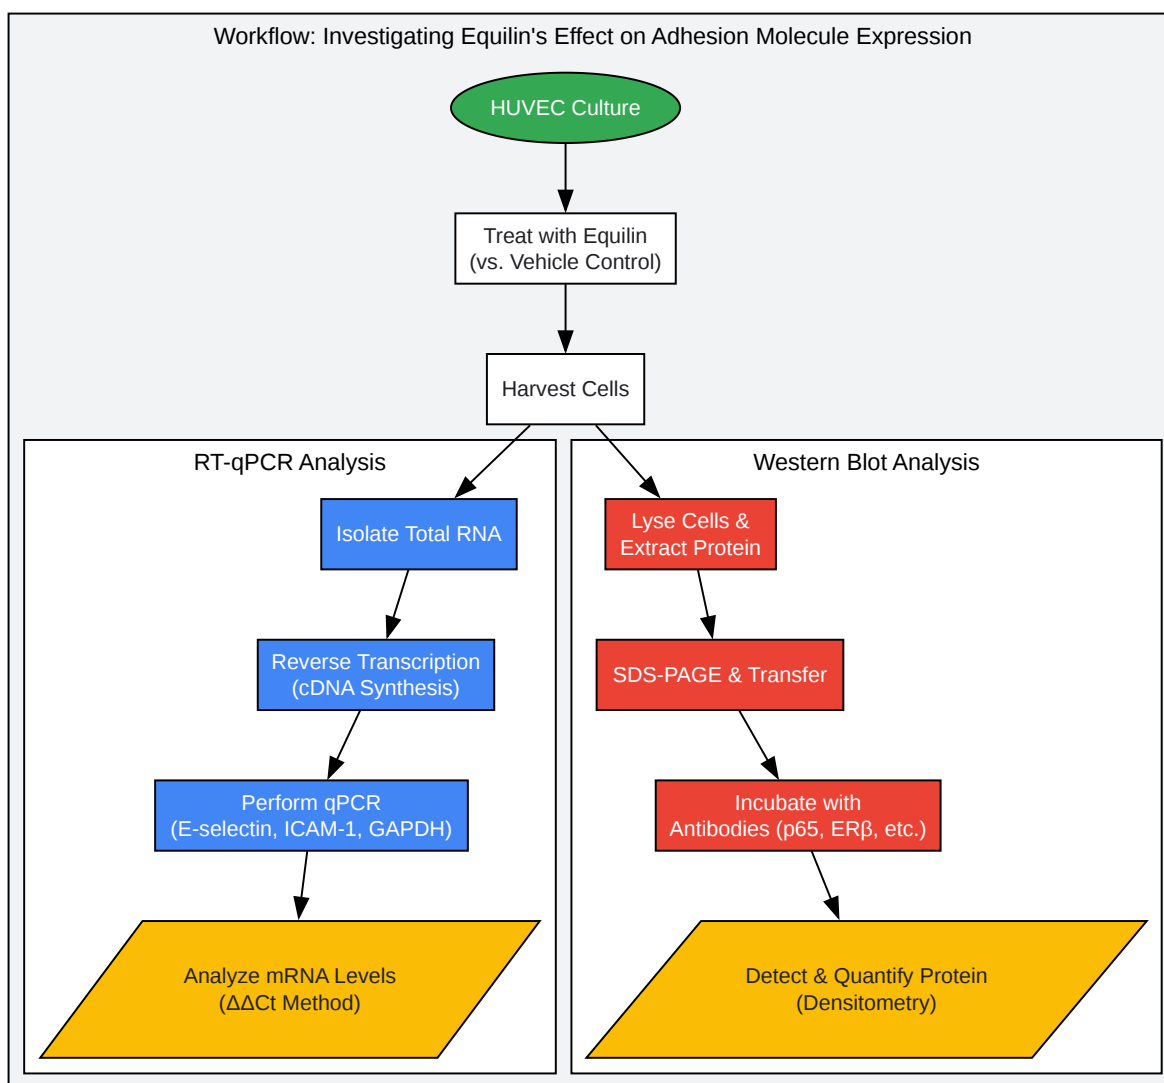 Workflow: Investigating Equilin's Effect on Adhesion Molecule Expression
HUVEC Culture
Treat with Equilin
(vs. Vehicle Control)
Harvest Cells
RT-qPCR Analysis
Isolate Total RNA
Reverse Transcription
(cDNA Synthesis)
Perform qPCR
(E-selectin, ICAM-1, GAPDH)
Analyze mRNA Levels
(ΔΔCt Method)
Western Blot Analysis
Lyse Cells &
Extract Protein
SDS-PAGE & Transfer
Incubate with
Antibodies (p65, ERβ, etc.)
Detect & Quantify Protein
(Densitometry)